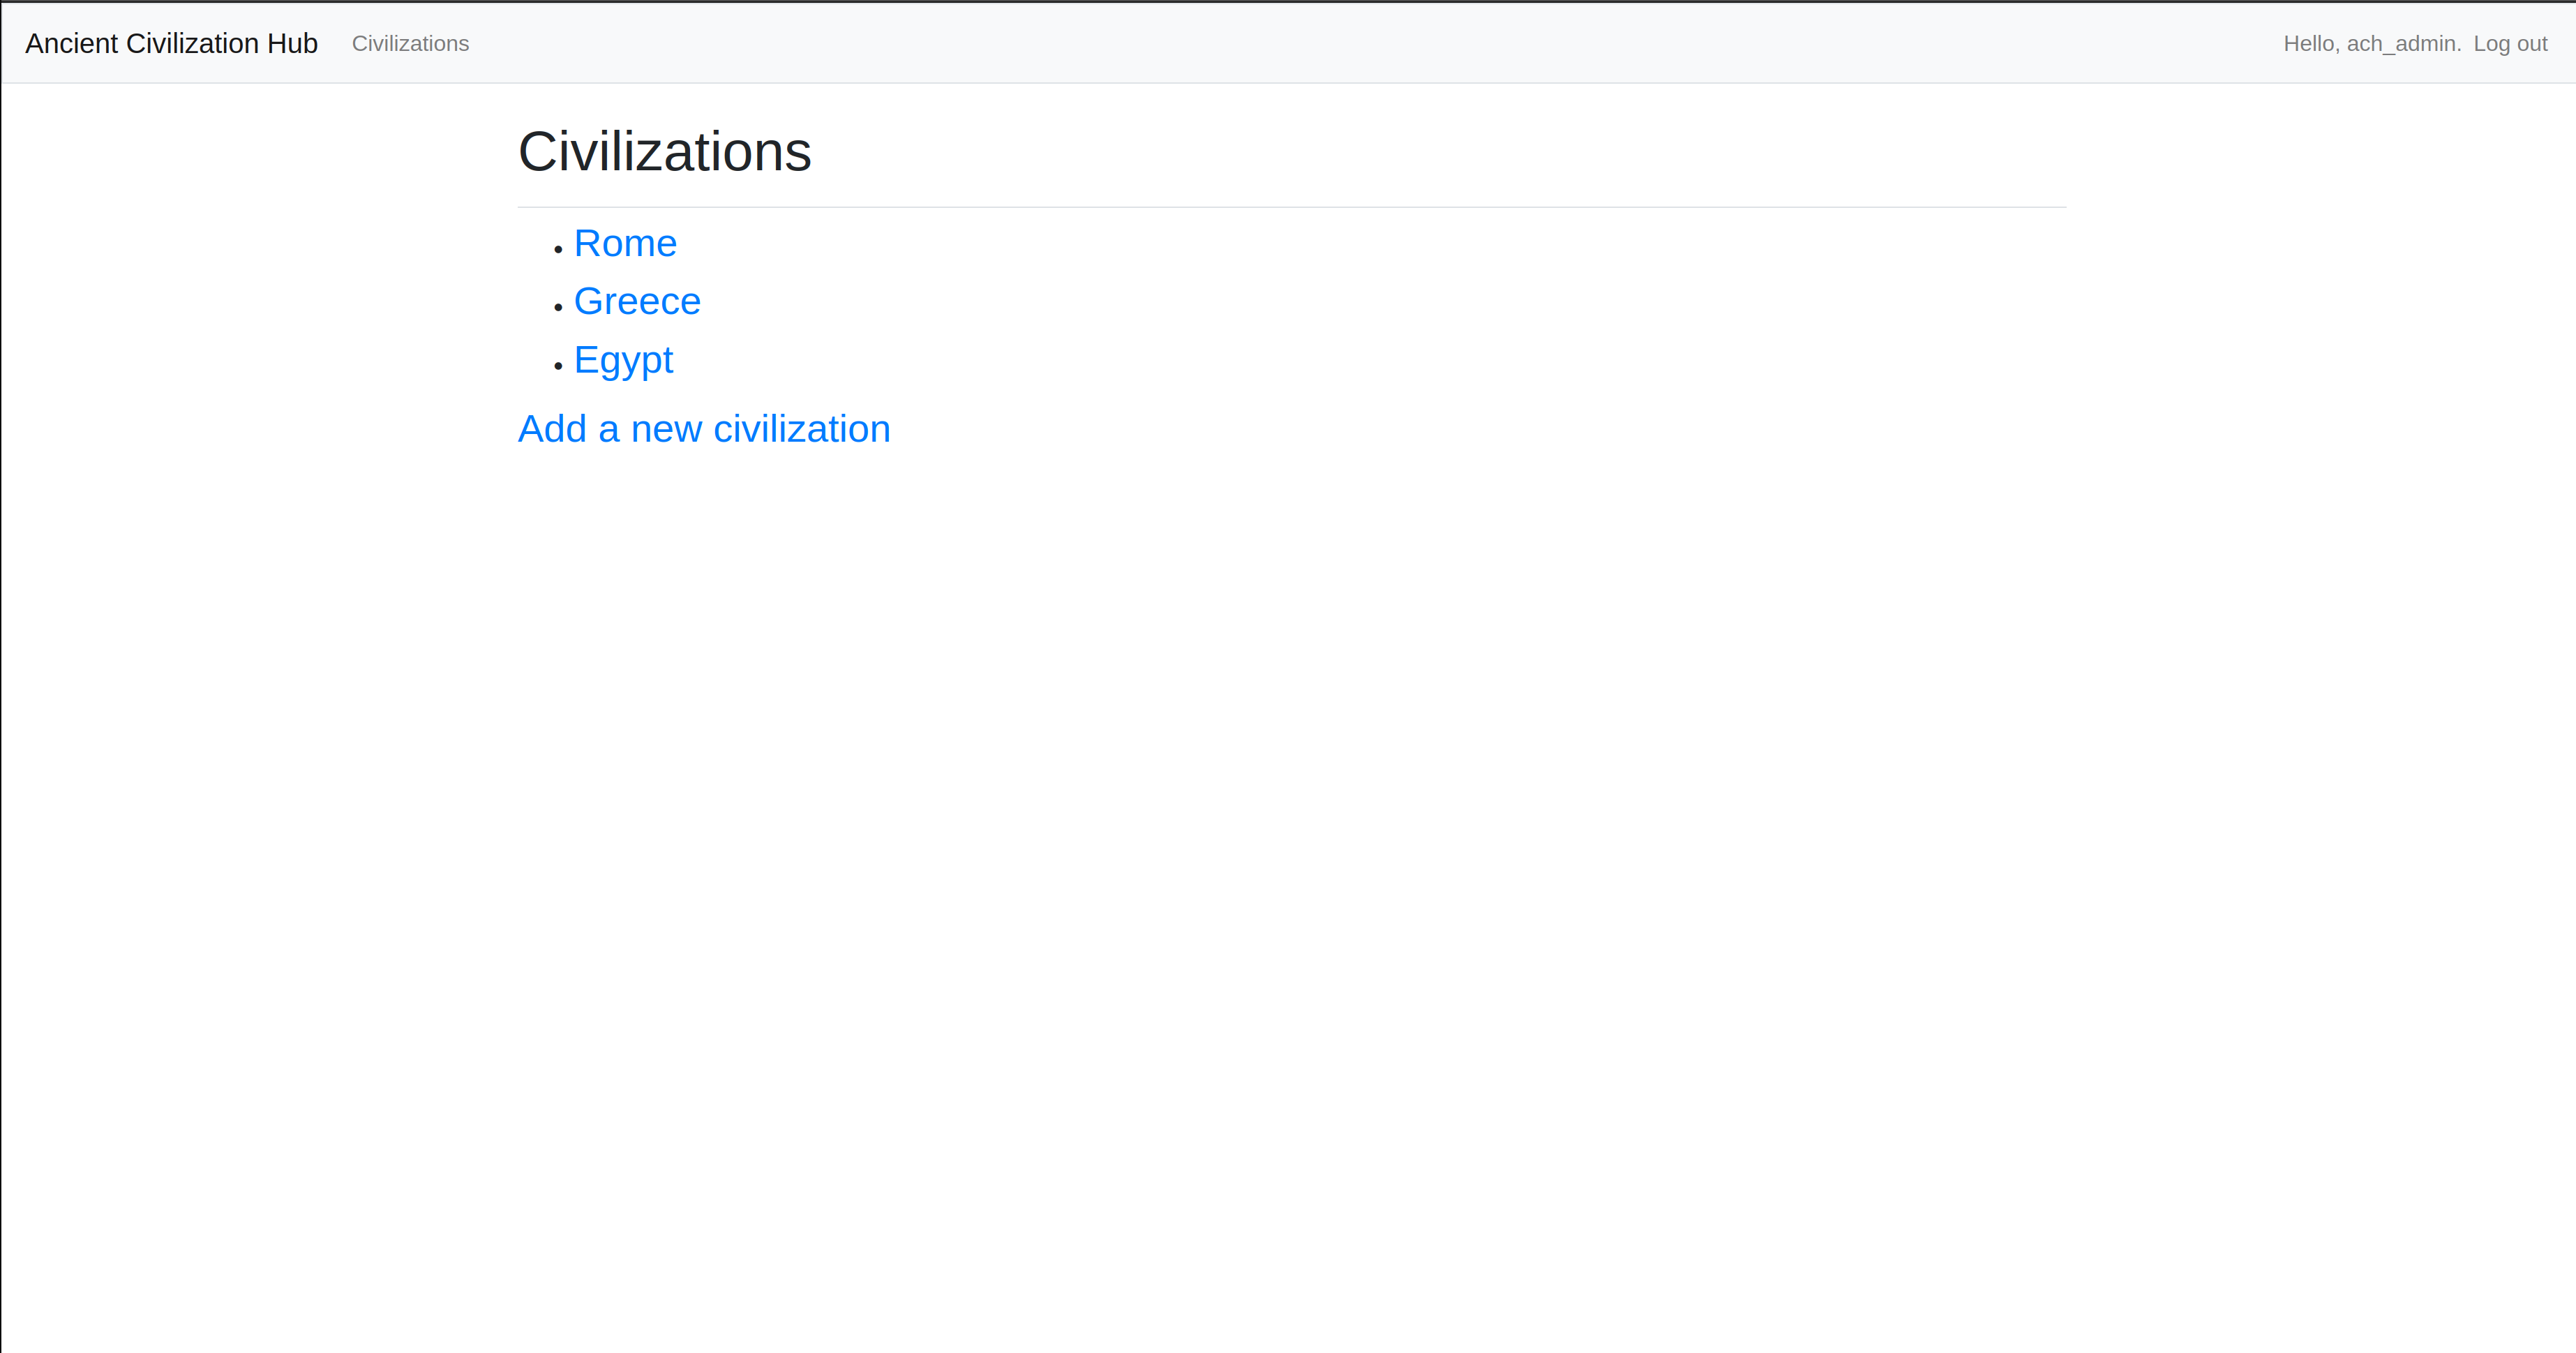 Ancient Civilization Hub Civilizations Hello, ach_admin. Log out
Civilizations
Rome
Greece
Egypt
Add a new civilization